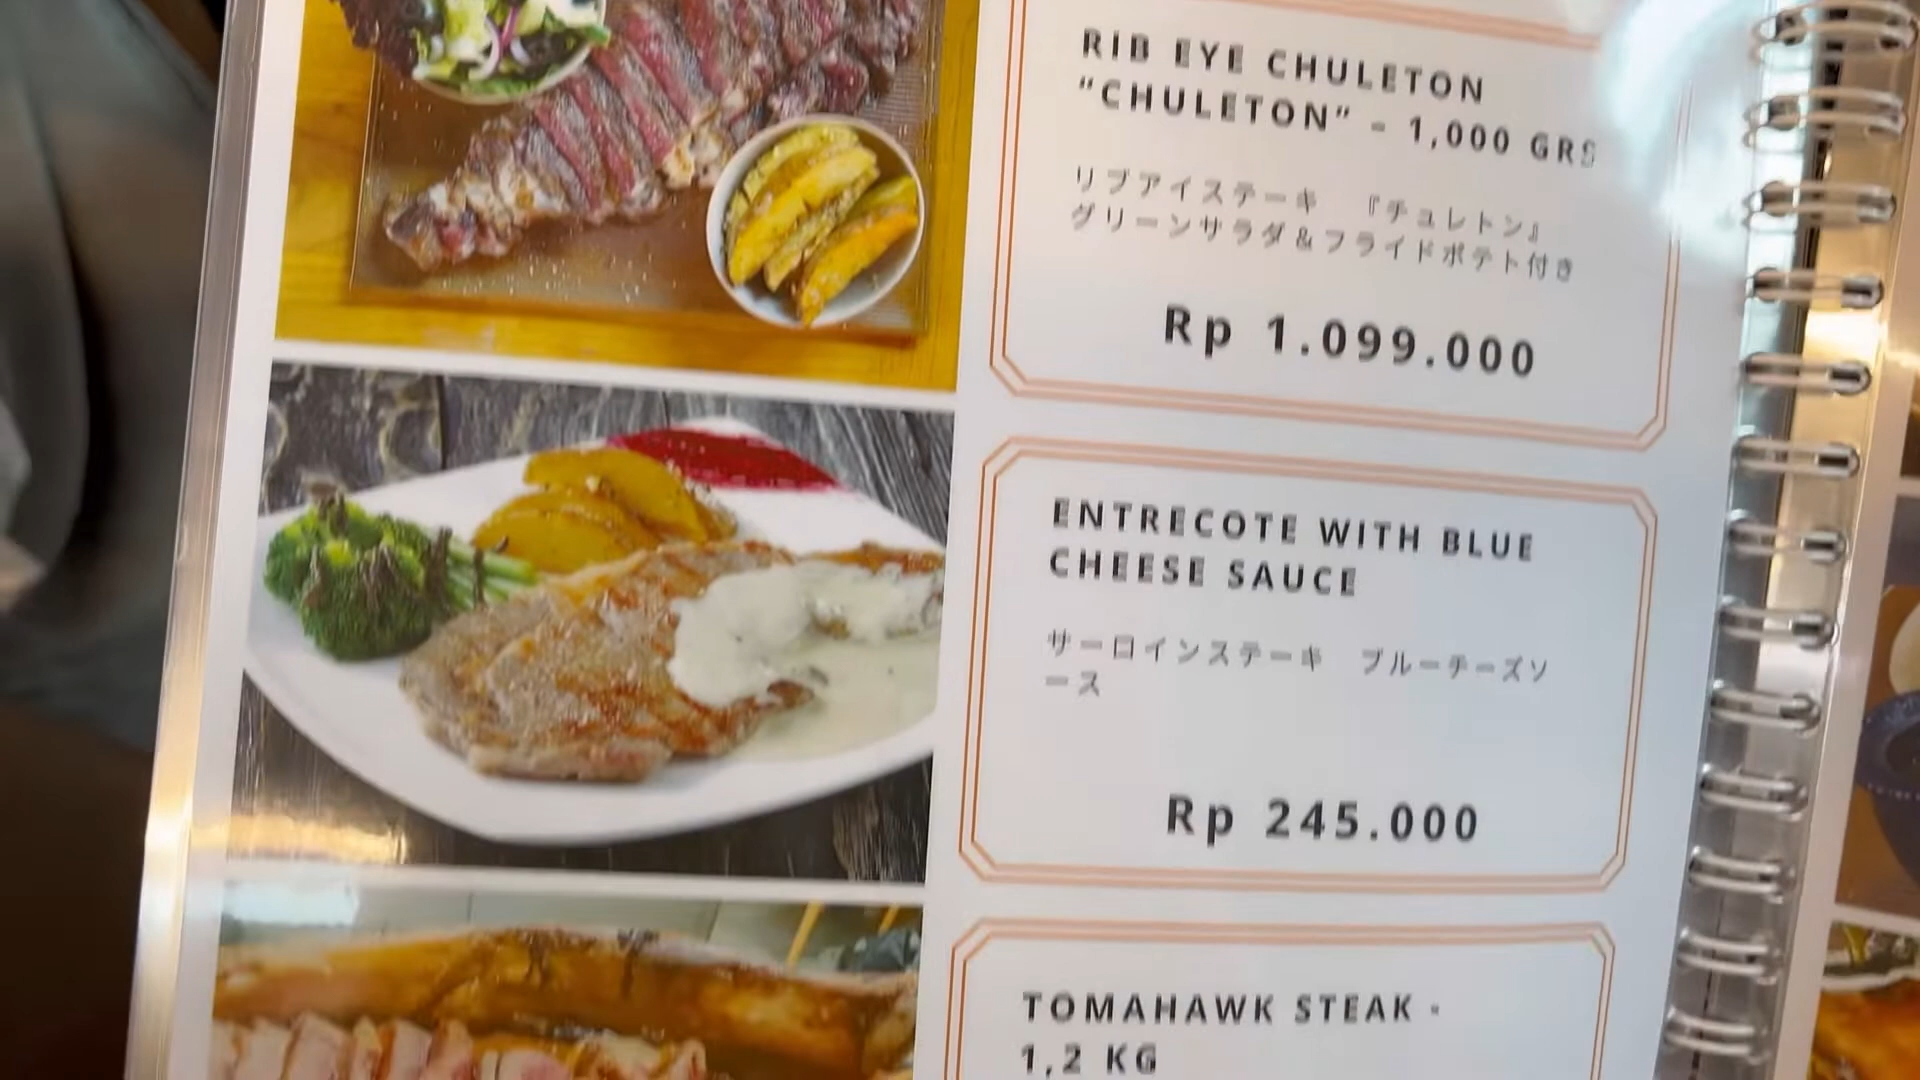 RIB EYE CHULETON
"CHULETON" - 1,000 GRS
リブアイステーキ 『チュレトン』
グリーンサラダ&フライドポテト付き
Rp 1.099.000
ENTRECOTE WITH BLUE
CHEESE SAUCE
サーロインステーキ ブルーチーズソ
ース
Rp 245.000
TOMAHAWK STEAK -
1,2 KG